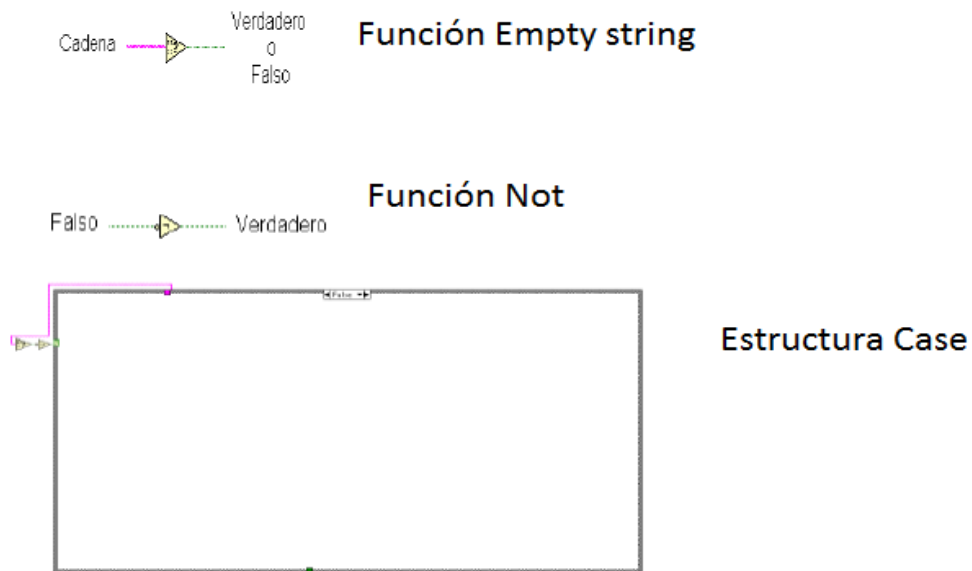 Cadena
Verdadero
o
Falso
Función Empty string
Función Not
Falso
Verdadero
False
Estructura Case